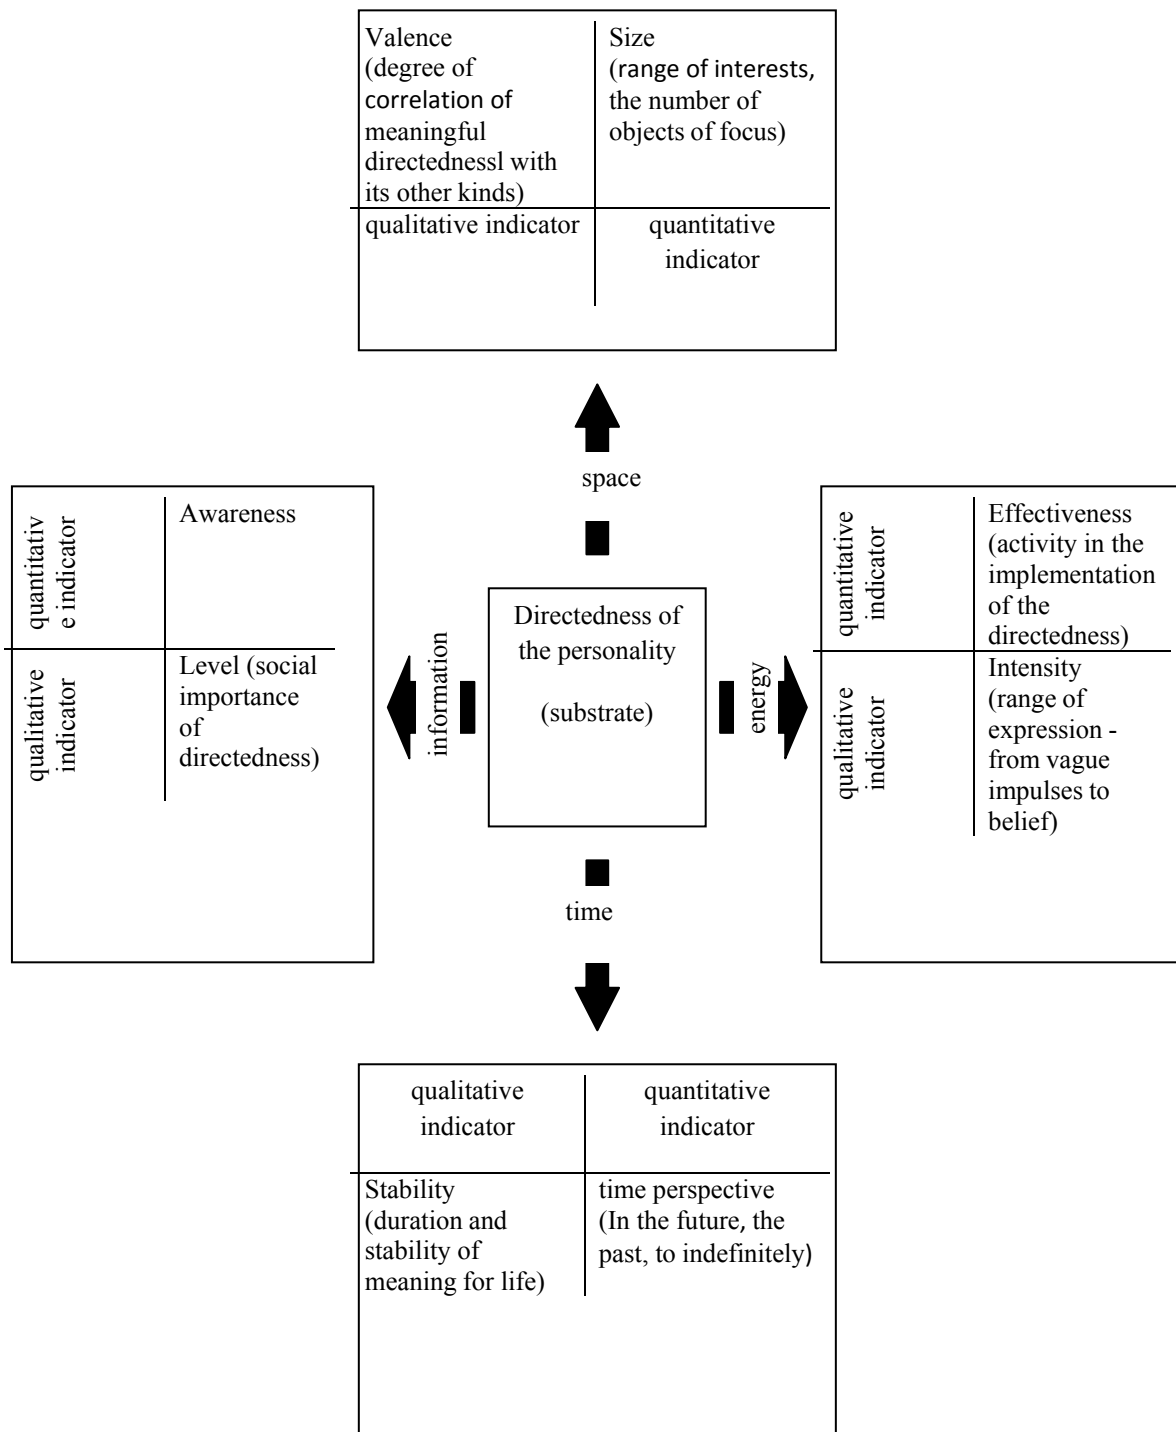 Valence
(degree of
correlation of
meaningful
directednessl with
its other kinds)
Size
(range of interests,
the number of
objects of focus)
qualitative indicator
quantitative
indicator
space
quantitativ
e indicator
Awareness
qualitative
indicator
Level (social
importance
of
directedness)
information
Directedness of
the personality
(substrate)
energy
quantitative
indicator
Effectiveness
(activity in the
implementation
of the
directedness)
qualitative
indicator
Intensity
(range of
expression -
from vague
impulses to
belief)
time
qualitative
indicator
quantitative
indicator
Stability
(duration and
stability of
meaning for life)
time perspective
(In the future, the
past, to indefinitely)